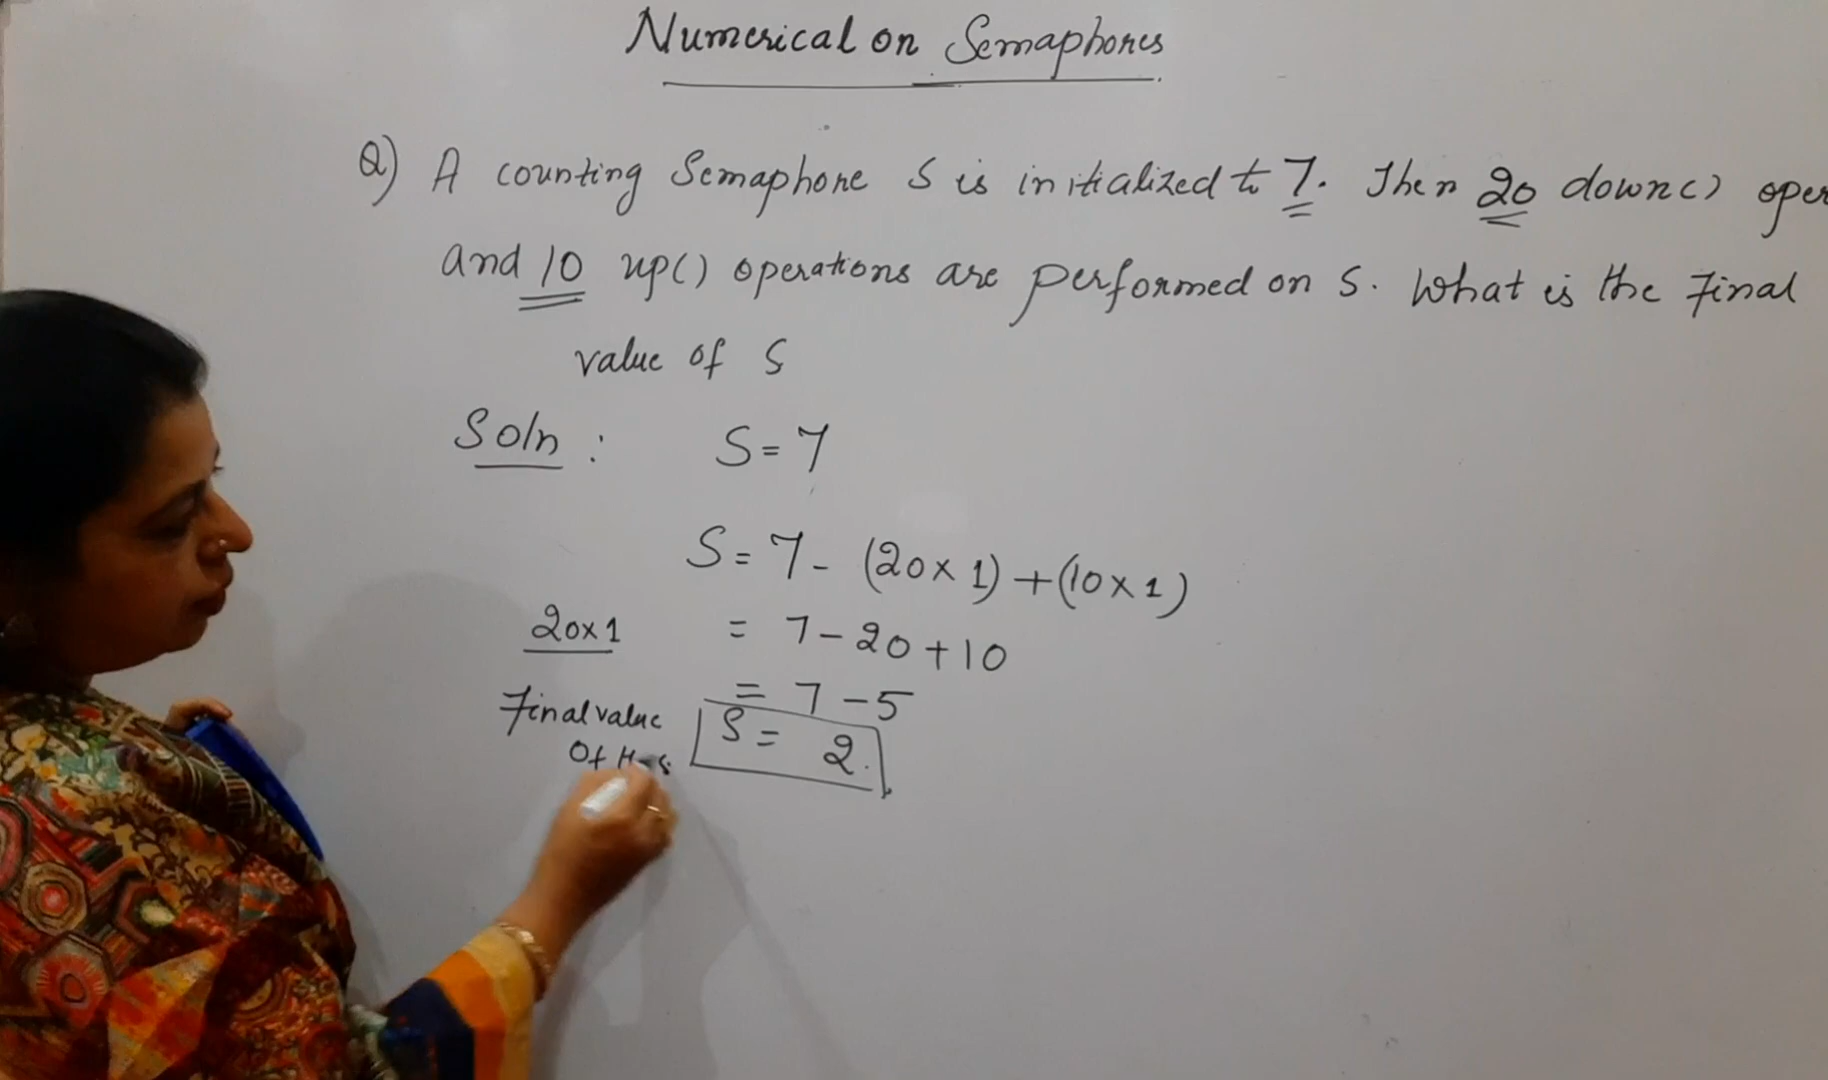 Numerical on Semaphores
Q) A counting Semaphore S is initialized to 7. Then 20 down() oper
and 10 up() operations are performed on S. What is the Final
value of S
Soln : S = 7
S = 7 - (20 x 1) + (10 x 1)
20x1 = 7 - 20 + 10
= 7 - 5
Final value S = 2.
Of